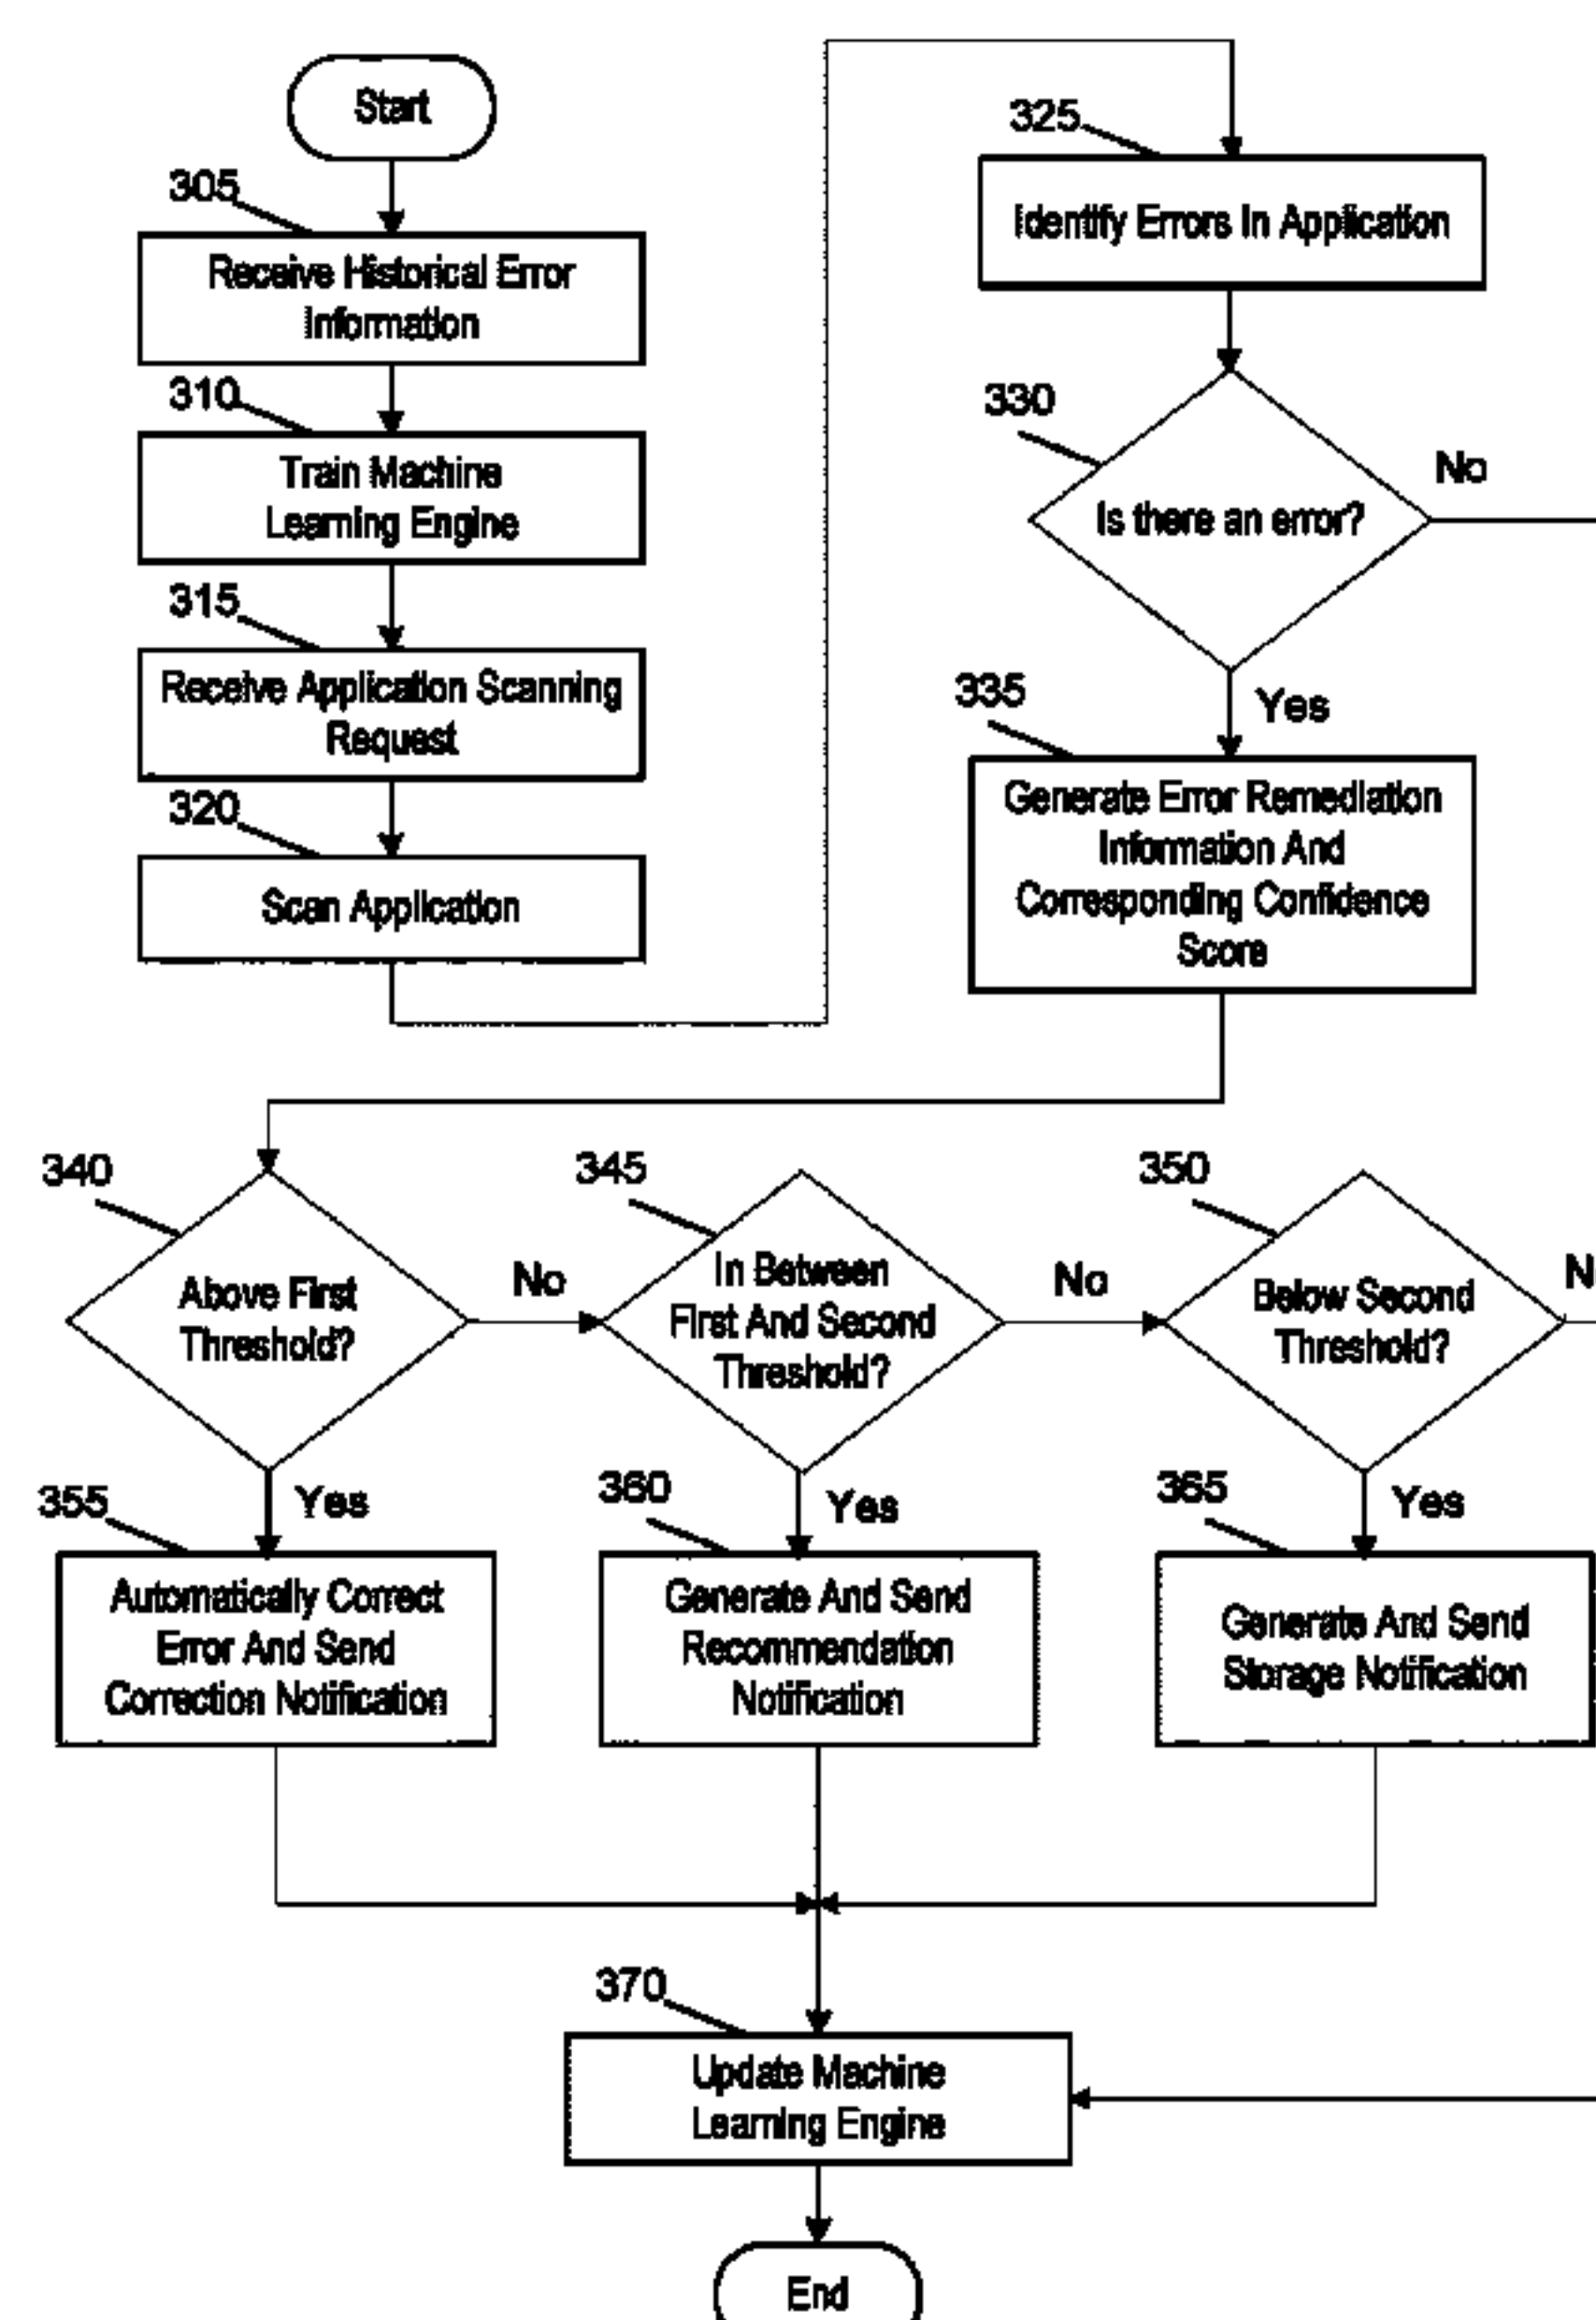 Start
305
Receive Historical Error
Information
310
Train Machine
Learning Engine
315
Receive Application Scanning
Request
320
Scan Application
325
Identify Errors In Application
330
Is there an error?
No
335
Yes
Generate Error Remediation
Information And
Corresponding Confidence
Score
340
Above First
Threshold?
No
345
In Between
First And Second
Threshold?
No
350
Below Second
Threshold?
N
355
Yes
Automatically Correct
Error And Send
Correction Notification
360
Yes
Generate And Send
Recommendation
Notification
365
Yes
Generate And Send
Storage Notification
370
Update Machine
Learning Engine
End